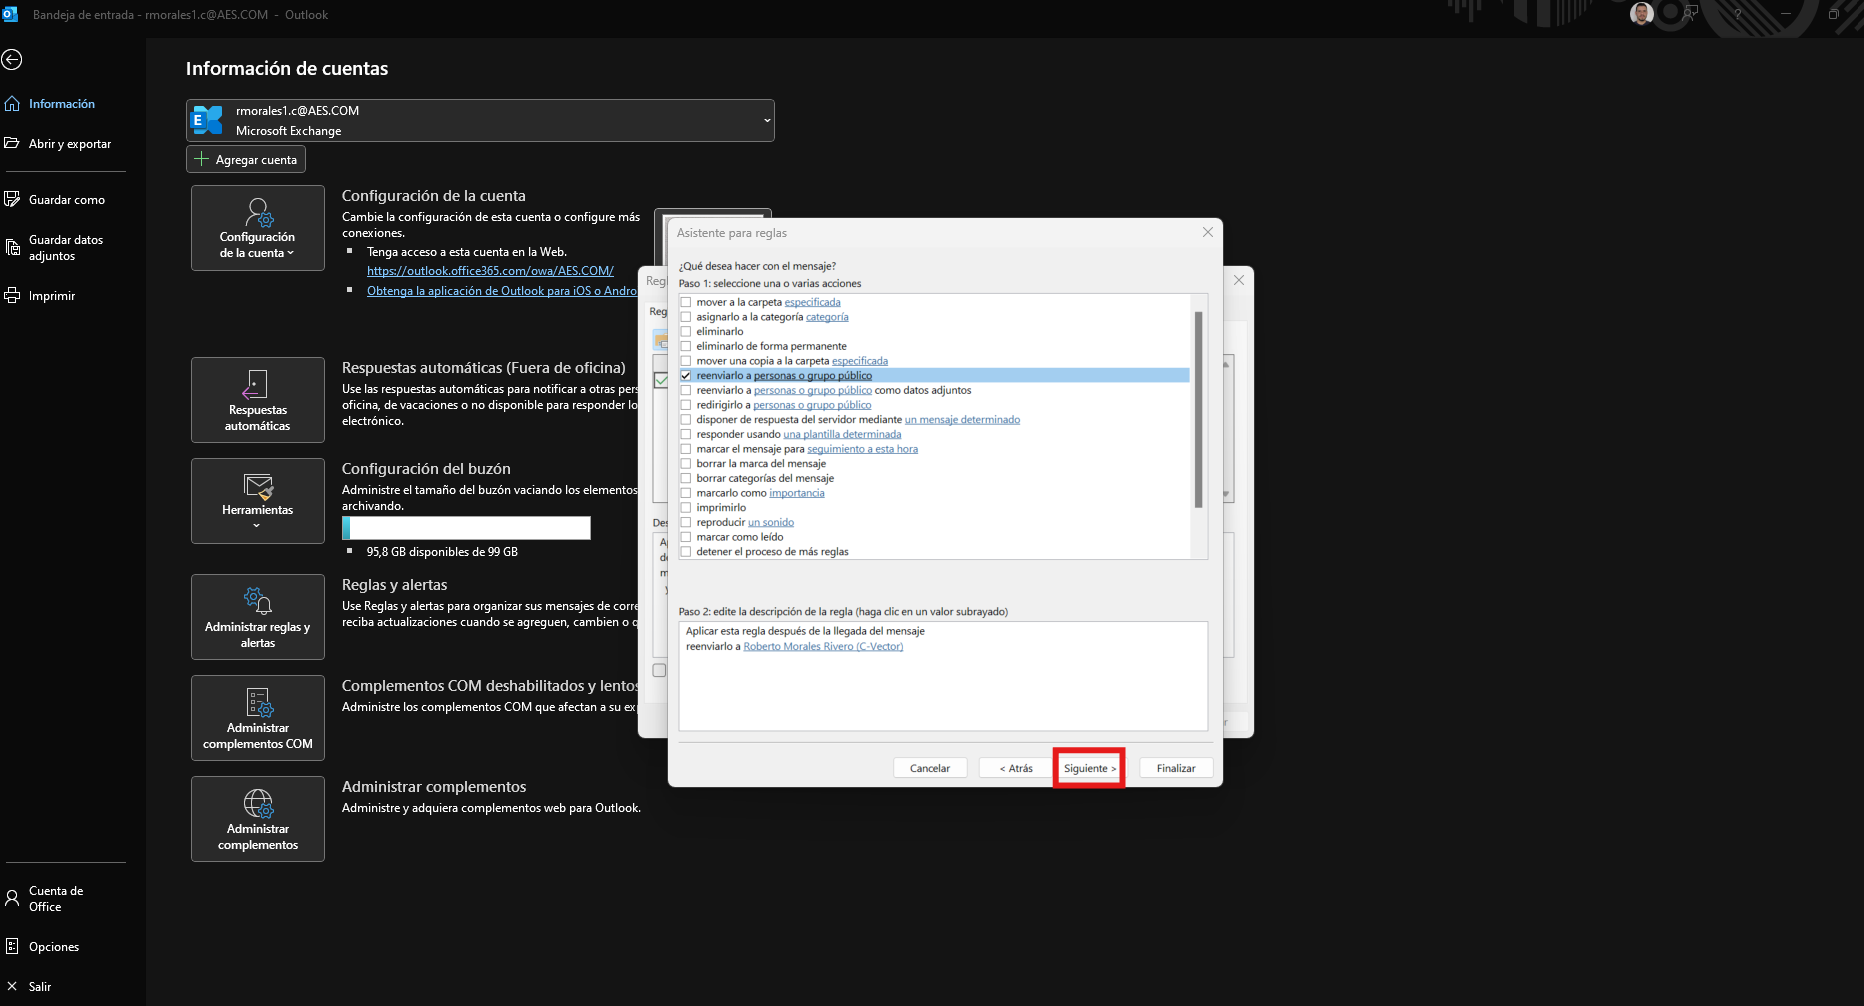 Bandeja de entrada - rmorales1.c@AES.COM - Outlook
Información de cuentas
Información
Abrir y exportar
Guardar como
Guardar datos
adjuntos
Imprimir
Cuenta de
Office
Opciones
Salir
rmorales1.c@AES.COM
Microsoft Exchange
Agregar cuenta
Configuración
de la cuenta
Configuración de la cuenta
Cambie la configuración de esta cuenta o configure más
conexiones.
Tenga acceso a esta cuenta en la Web.
https://outlook.office365.com/owa/AES.COM/
Obtenga la aplicación de Outlook para iOS o Andro
Respuestas
automáticas
Respuestas automáticas (Fuera de oficina)
Use las respuestas automáticas para notificar a otras pers
oficina, de vacaciones o no disponible para responder lo
electrónico.
Herramientas
Configuración del buzón
Administre el tamaño del buzón vaciando los elementos
archivando.
95,8 GB disponibles de 99 GB
Administrar reglas y
alertas
Reglas y alertas
Use Reglas y alertas para organizar sus mensajes de corre
reciba actualizaciones cuando se agreguen, cambien o q
Administrar
complementos COM
Complementos COM deshabilitados y lentos
Administre los complementos COM que afectan a su exp
Administrar
complementos
Administrar complementos
Administre y adquiera complementos web para Outlook.
Regl
Reg
Des
Asistente para reglas
¿Qué desea hacer con el mensaje?
Paso 1: seleccione una o varias acciones
mover a la carpeta especificada
asignarlo a la categoría categoría
eliminarlo
eliminarlo de forma permanente
mover una copia a la carpeta especificada
reenviarlo a personas o grupo público
reenviarlo a personas o grupo público como datos adjuntos
redirigirlo a personas o grupo público
disponer de respuesta del servidor mediante un mensaje determinado
responder usando una plantilla determinada
marcar el mensaje para seguimiento a esta hora
borrar la marca del mensaje
borrar categorías del mensaje
marcarlo como importancia
imprimirlo
reproducir un sonido
marcar como leído
detener el proceso de más reglas
Paso 2: edite la descripción de la regla (haga clic en un valor subrayado)
Aplicar esta regla después de la llegada del mensaje
reenviarlo a Roberto Morales Rivero (C-Vector)
Cancelar
< Atrás
Siguiente >
Finalizar